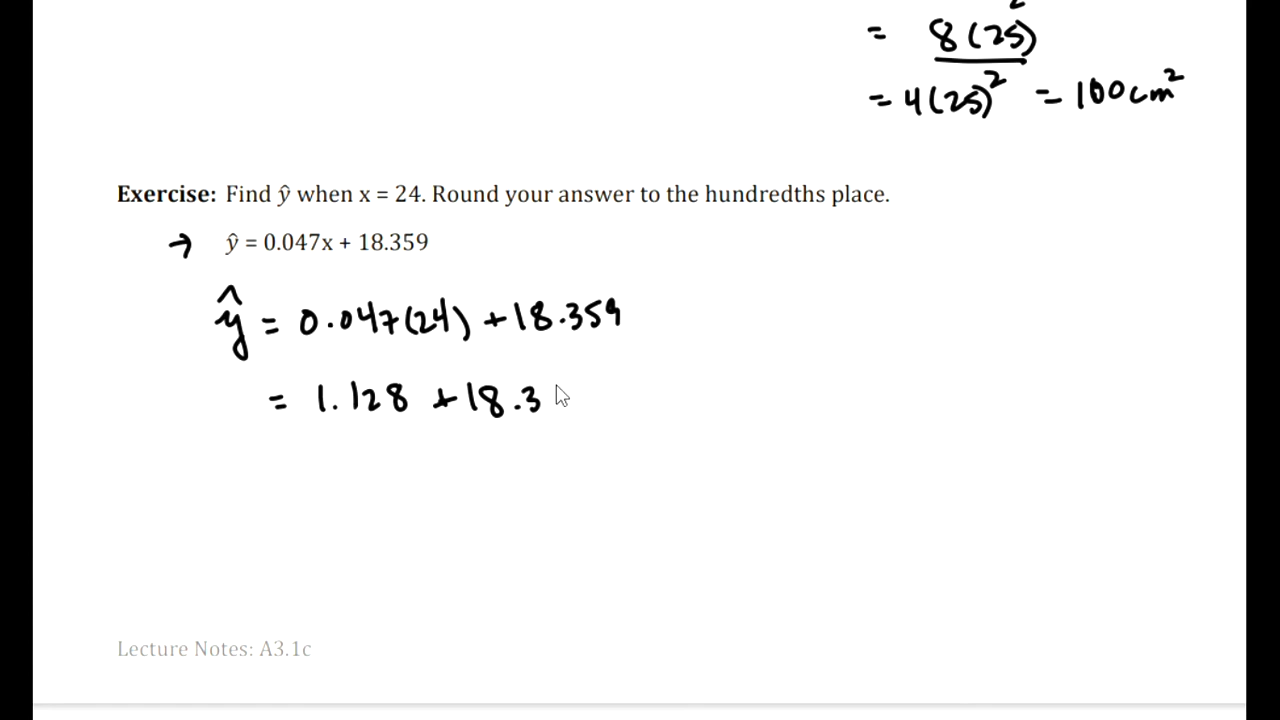 = 8(25)²
= 4(25)² = 100cm²
Exercise: Find ŷ when x = 24. Round your answer to the hundredths place.
→ ŷ = 0.047x + 18.359
ŷ = 0.047(24) + 18.359
= 1.128 + 18.3
Lecture Notes: A3.1c